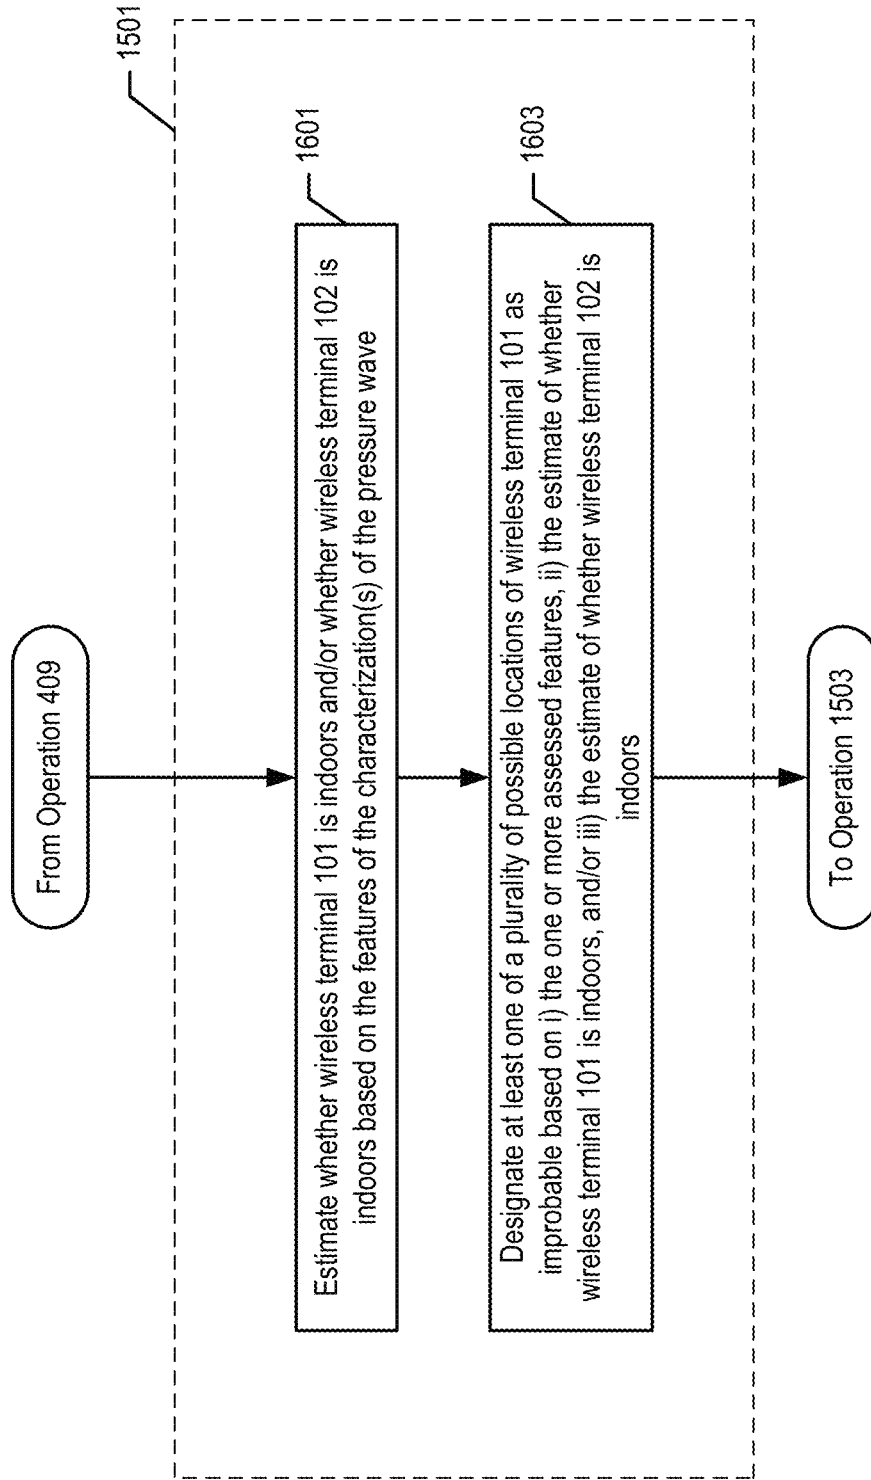 From Operation 409
1501
1601
Estimate whether wireless terminal 101 is indoors and/or whether wireless terminal 102 is
indoors based on the features of the characterization(s) of the pressure wave
1603
Designate at least one of a plurality of possible locations of wireless terminal 101 as
improbable based on i) the one or more assessed features, ii) the estimate of whether
wireless terminal 101 is indoors, and/or iii) the estimate of whether wireless terminal 102 is
indoors
To Operation 1503